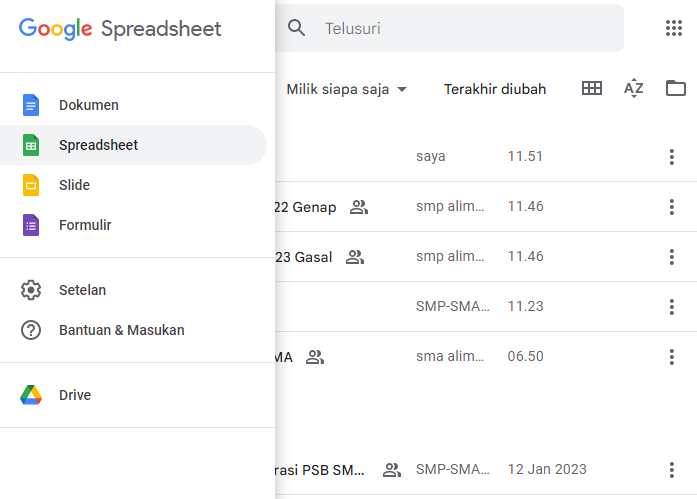 Google Spreadsheet
Telusuri
Milik siapa saja
Terakhir diubah
AZ
Dokumen
Spreadsheet
Slide
Formulir
Setelan
Bantuan & Masukan
Drive
saya 11.51
22 Genap smp alim... 11.46
23 Gasal smp alim... 11.46
SMP-SMA... 11.23
MA sma alim... 06.50
rasi PSB SM... SMP-SMA... 12 Jan 2023